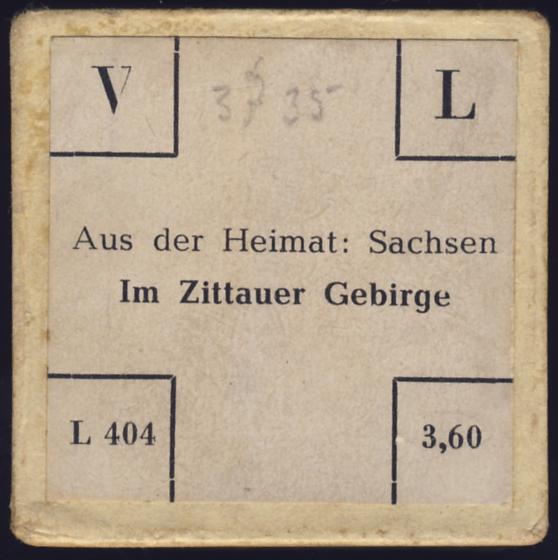 V L
Aus der Heimat: Sachsen
Im Zittauer Gebirge
L 404 3,60